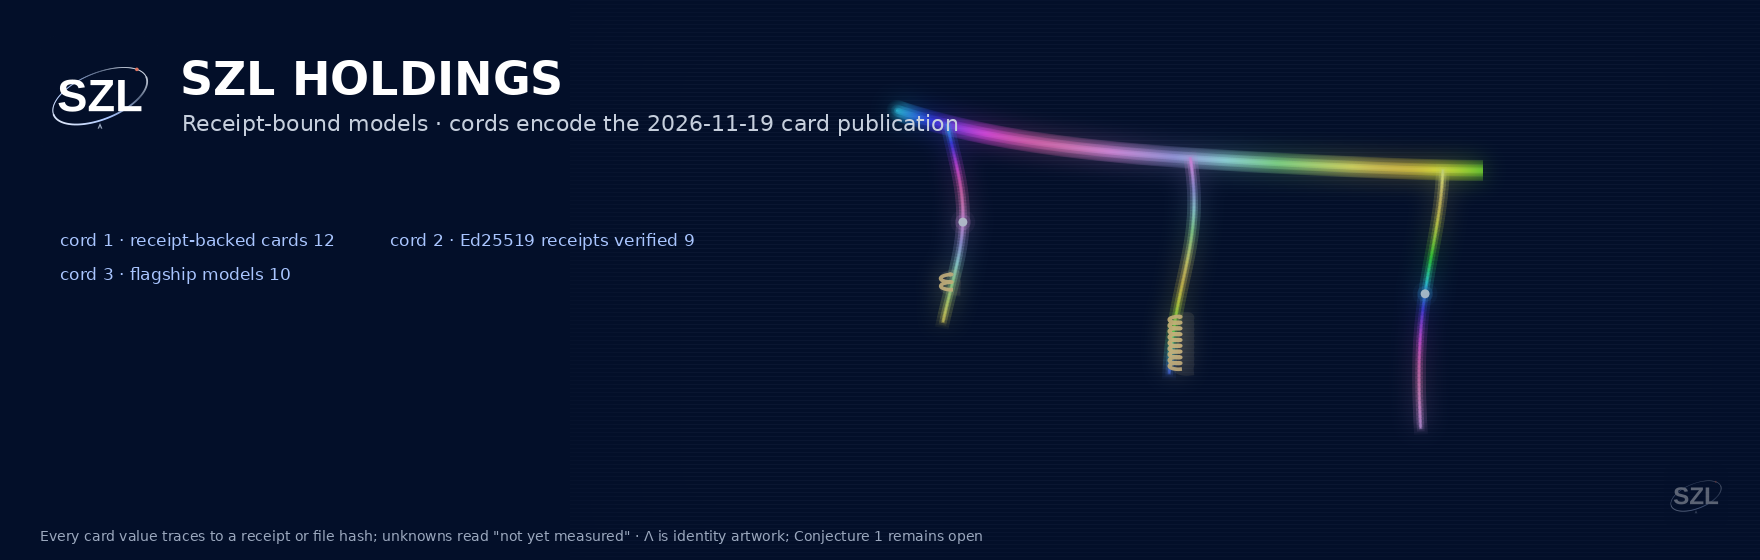 SZL
SZL HOLDINGS
Receipt-bound models · cords encode the 2026-11-19 card publication
cord 1 · receipt-backed cards 12
cord 2 · Ed25519 receipts verified 9
cord 3 · flagship models 10
SZL
Every card value traces to a receipt or file hash; unknowns read "not yet measured" · Λ is identity artwork; Conjecture 1 remains open